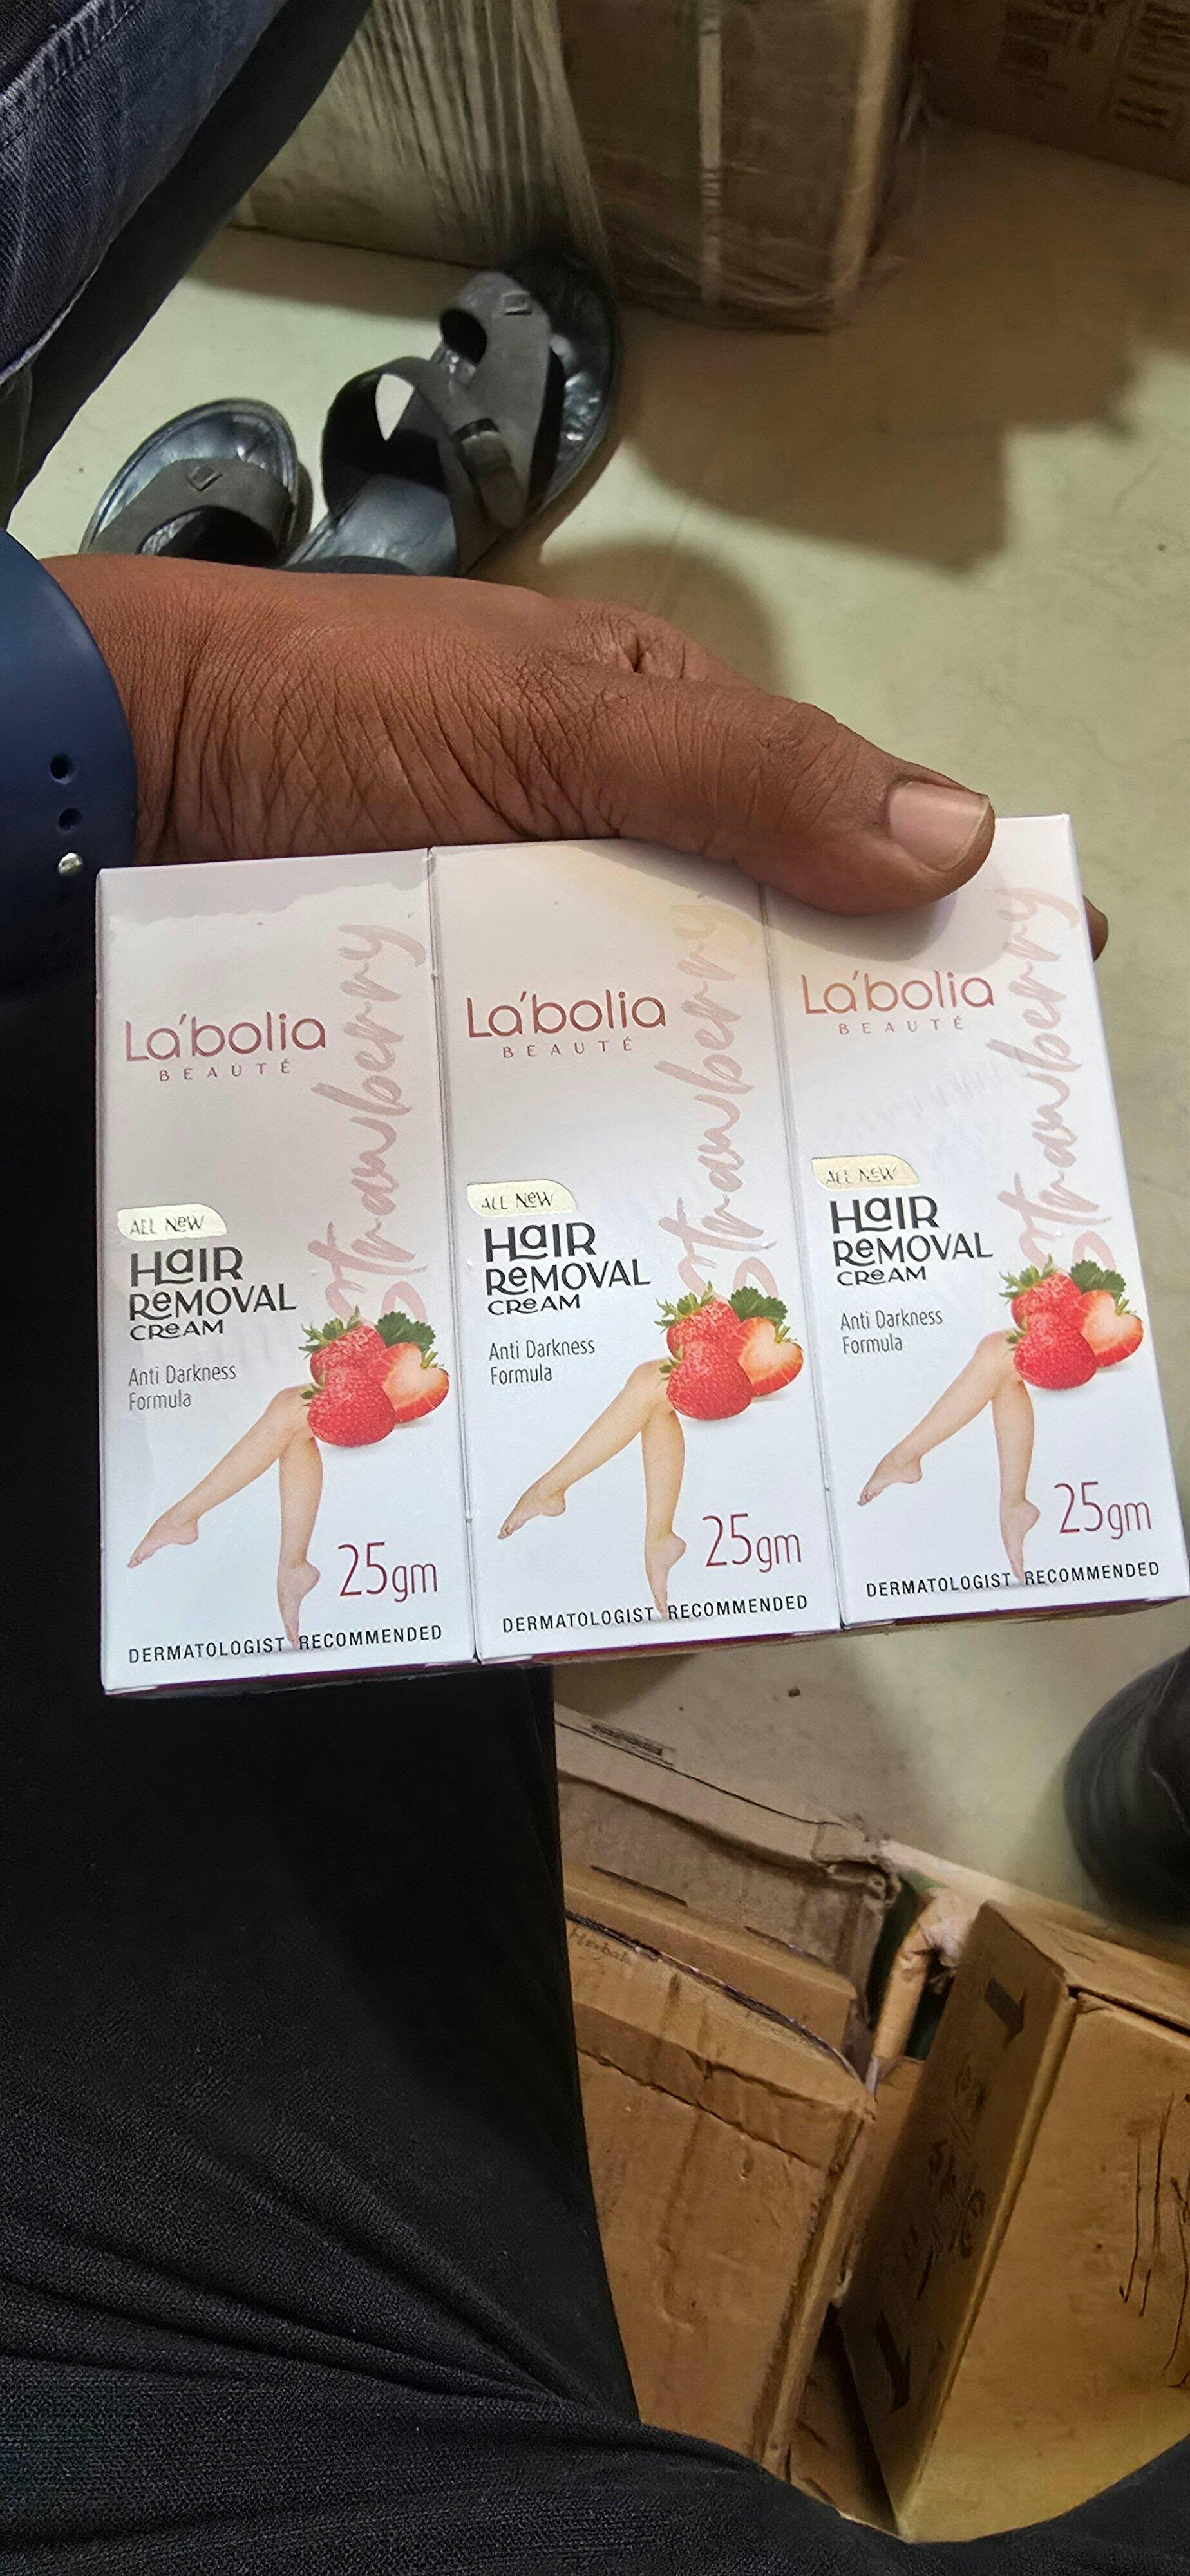 La'bolia
BEAUTÉ
Strawberry
ALL NeW
HaIR
ReMOVAL
CReAM
Anti Darkness
Formula
25gm
DERMATOLOGIST RECOMMENDED
La'bolia
BEAUTÉ
Strawberry
ALL NeW
HaIR
ReMOVAL
CReAM
Anti Darkness
Formula
25gm
DERMATOLOGIST RECOMMENDED
La'bolia
BEAUTÉ
Strawberry
ALL NeW
HaIR
ReMOVAL
CReAM
Anti Darkness
Formula
25gm
DERMATOLOGIST RECOMMENDED